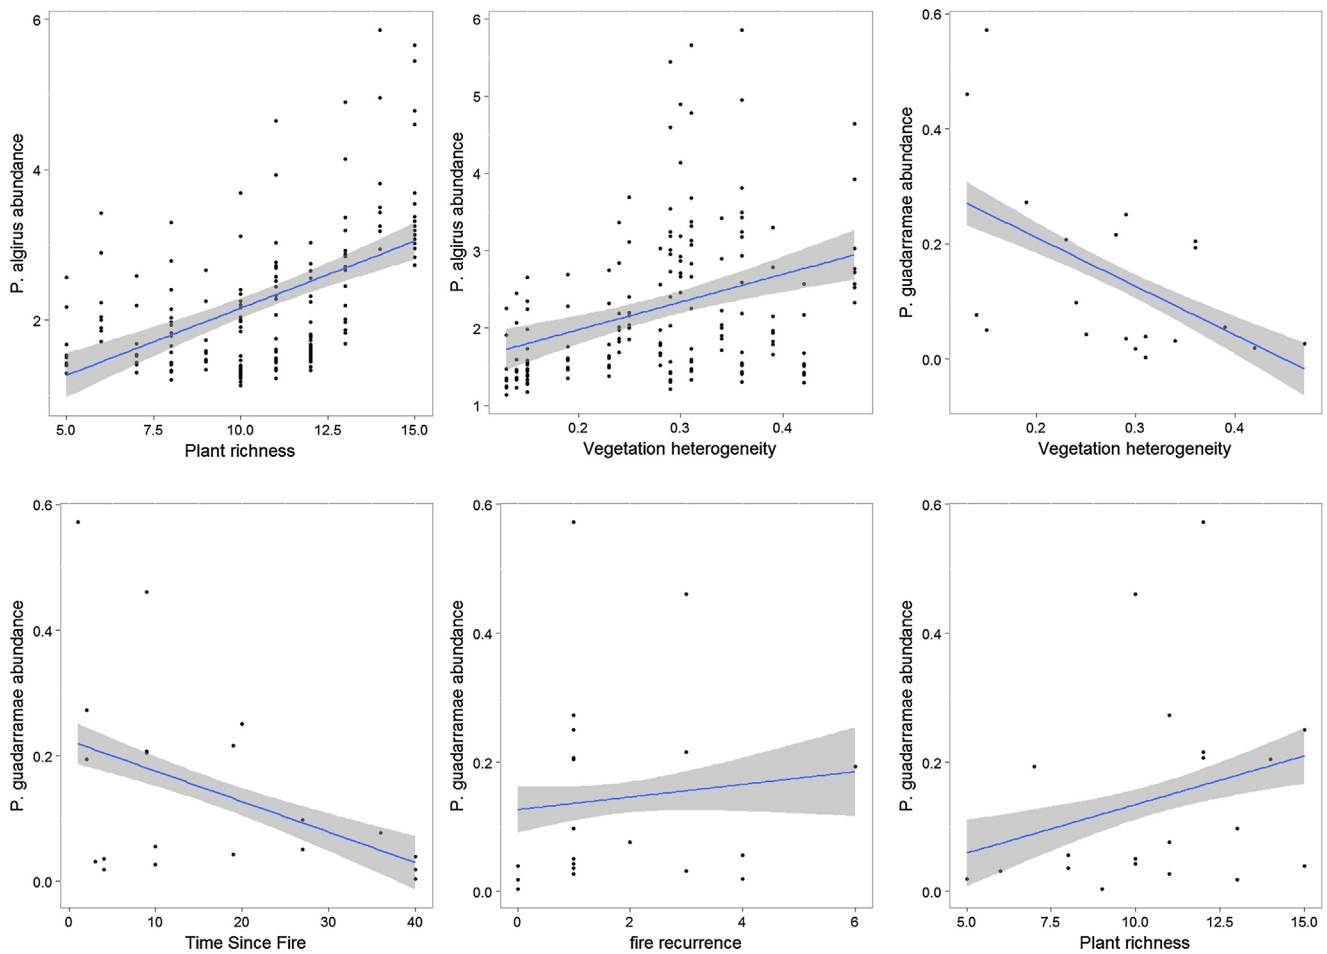 P. algirus abundance
6
4
2
5.0 7.5 10.0 12.5 15.0
Plant richness
P. algirus abundance
6
5
4
3
2
1
0.2 0.3 0.4
Vegetation heterogeneity
P. guadarramae abundance
0.6
0.4
0.2
0.0
0.2 0.3 0.4
Vegetation heterogeneity
P. guadarramae abundance
0.6
0.4
0.2
0.0
0 10 20 30 40
Time Since Fire
P. guadarramae abundance
0.6
0.4
0.2
0.0
0 2 4 6
fire recurrence
P. guadarramae abundance
0.6
0.4
0.2
0.0
5.0 7.5 10.0 12.5 15.0
Plant richness